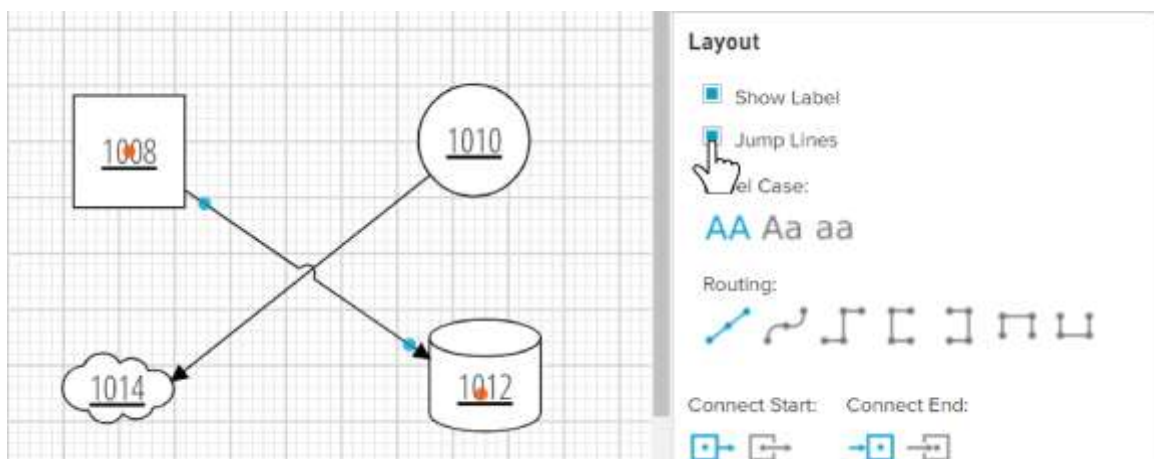 1008
1010
1014
1012
Layout
Show Label
Jump Lines
el Case:
AA Aa aa
Routing:
Connect Start: Connect End: